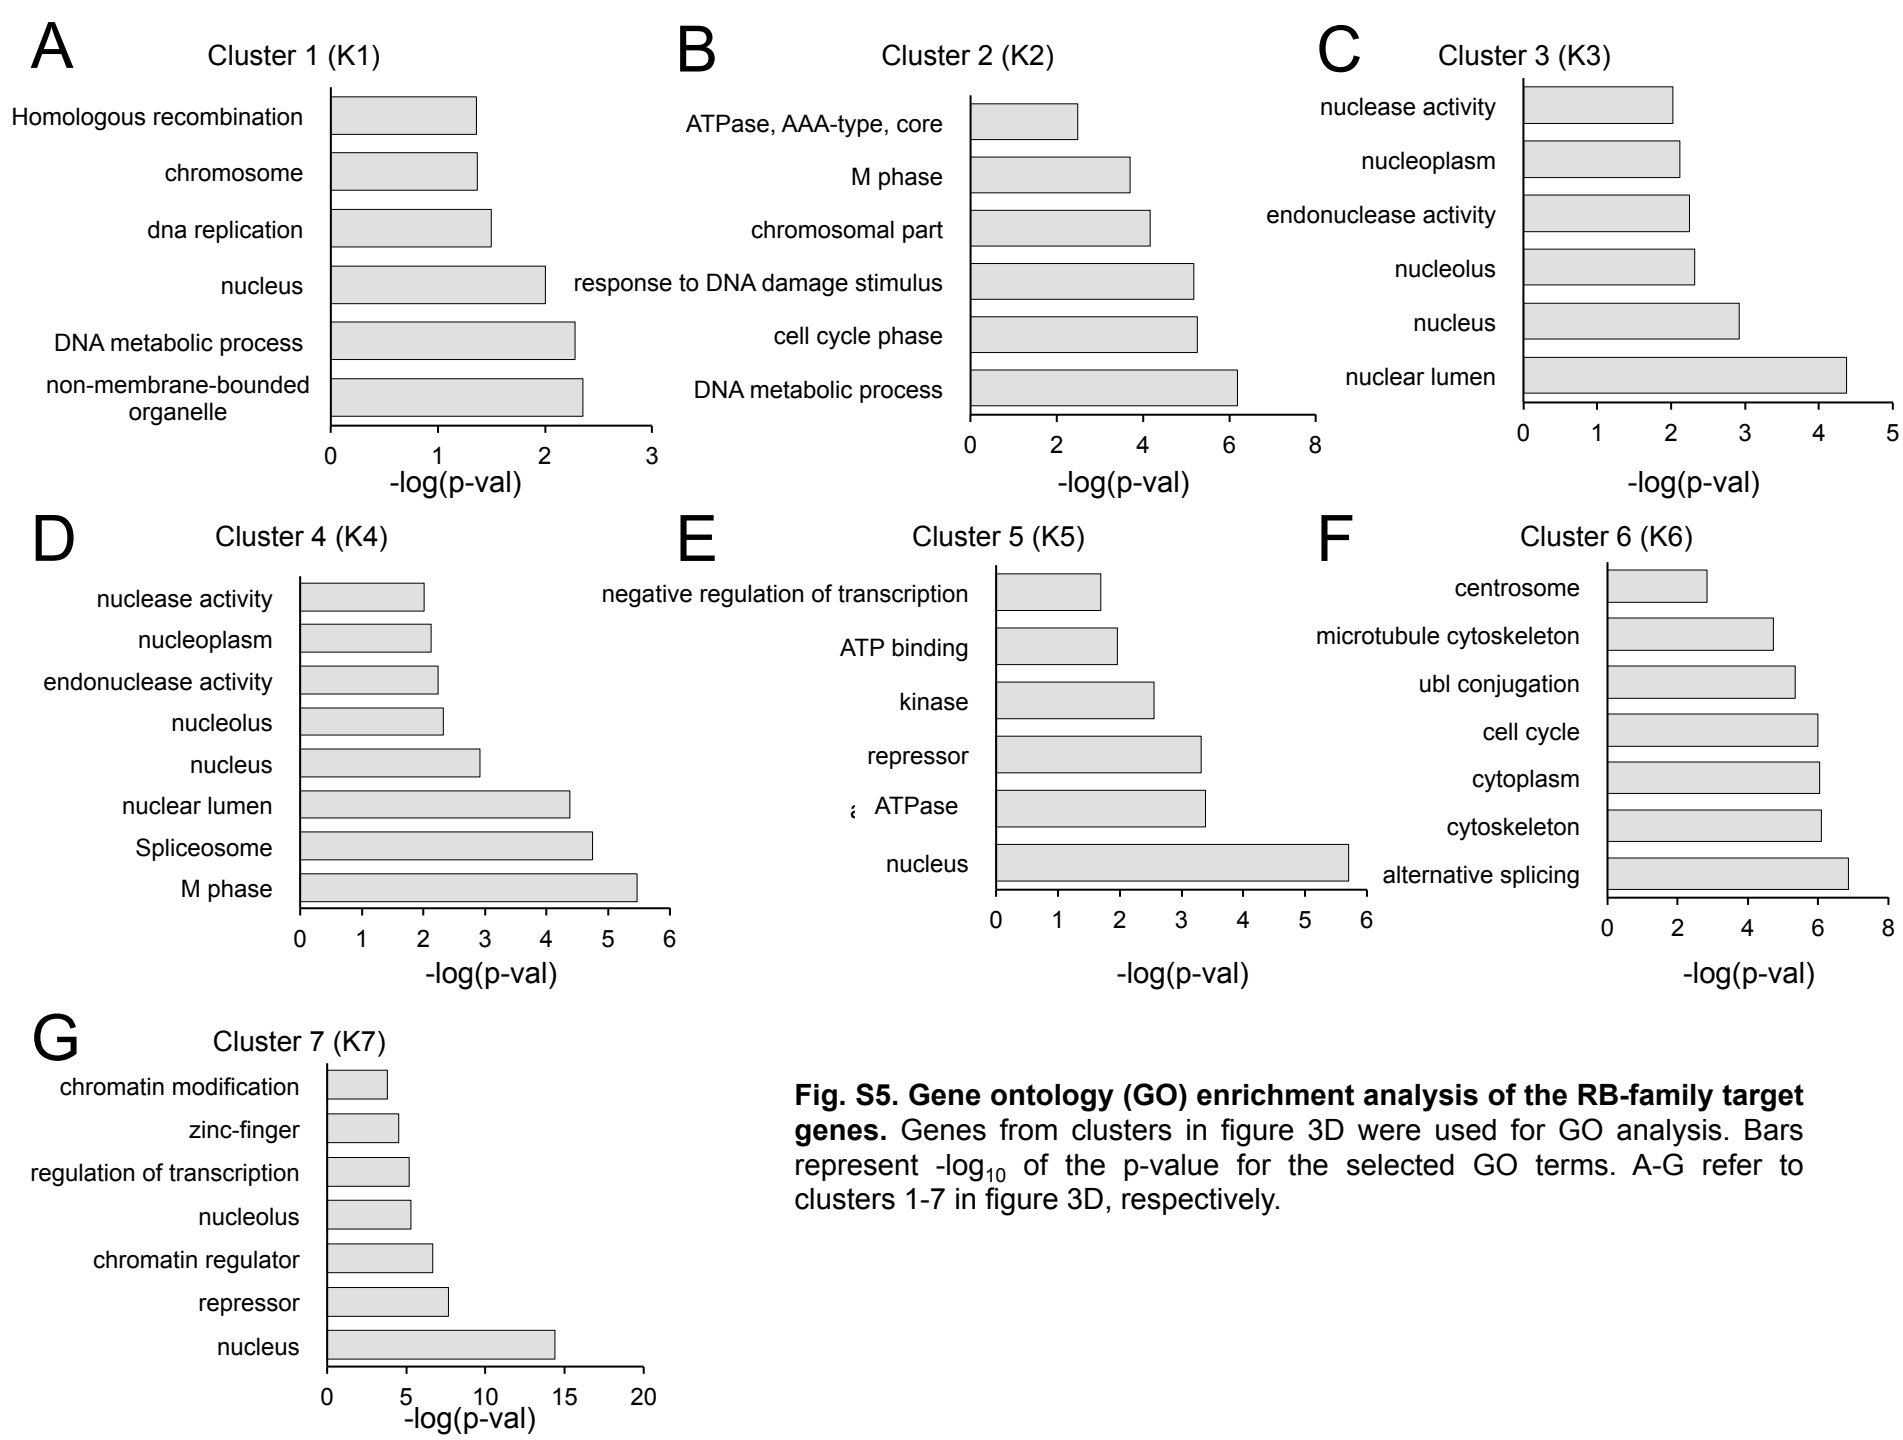 A
Cluster 1 (K1)
Homologous recombination
chromosome
dna replication
nucleus
DNA metabolic process
non-membrane-bounded
organelle
0 1 2 3
-log(p-val)
B
Cluster 2 (K2)
ATPase, AAA-type, core
M phase
chromosomal part
response to DNA damage stimulus
cell cycle phase
DNA metabolic process
0 2 4 6 8
-log(p-val)
C
Cluster 3 (K3)
nuclease activity
nucleoplasm
endonuclease activity
nucleolus
nucleus
nuclear lumen
0 1 2 3 4 5
-log(p-val)
D
Cluster 4 (K4)
nuclease activity
nucleoplasm
endonuclease activity
nucleolus
nucleus
nuclear lumen
Spliceosome
M phase
0 1 2 3 4 5 6
-log(p-val)
E
Cluster 5 (K5)
negative regulation of transcription
ATP binding
kinase
repressor
ATPase
nucleus
0 1 2 3 4 5 6
-log(p-val)
F
Cluster 6 (K6)
centrosome
microtubule cytoskeleton
ubl conjugation
cell cycle
cytoplasm
cytoskeleton
alternative splicing
0 2 4 6 8
-log(p-val)
G
Cluster 7 (K7)
chromatin modification
zinc-finger
regulation of transcription
nucleolus
chromatin regulator
repressor
nucleus
0 5 10 15 20
-log(p-val)
Fig. S5. Gene ontology (GO) enrichment analysis of the RB-family target
genes. Genes from clusters in figure 3D were used for GO analysis. Bars
represent -log10 of the p-value for the selected GO terms. A-G refer to
clusters 1-7 in figure 3D, respectively.